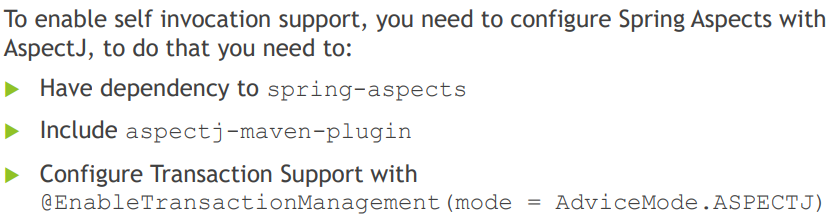 To enable self invocation support, you need to configure Spring Aspects with
AspectJ, to do that you need to:
Have dependency to spring-aspects
Include aspectj-maven-plugin
Configure Transaction Support with
@EnableTransactionManagement(mode = AdviceMode.ASPECTJ)